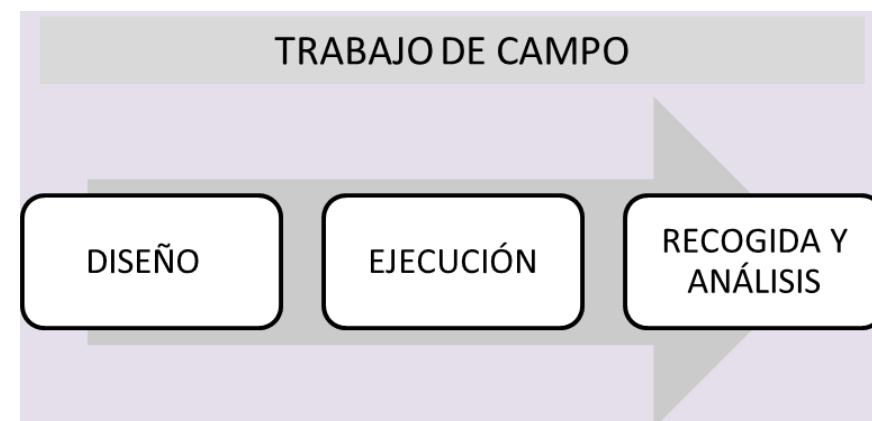 TRABAJO DE CAMPO
DISEÑO
EJECUCIÓN
RECOGIDA Y
ANÁLISIS